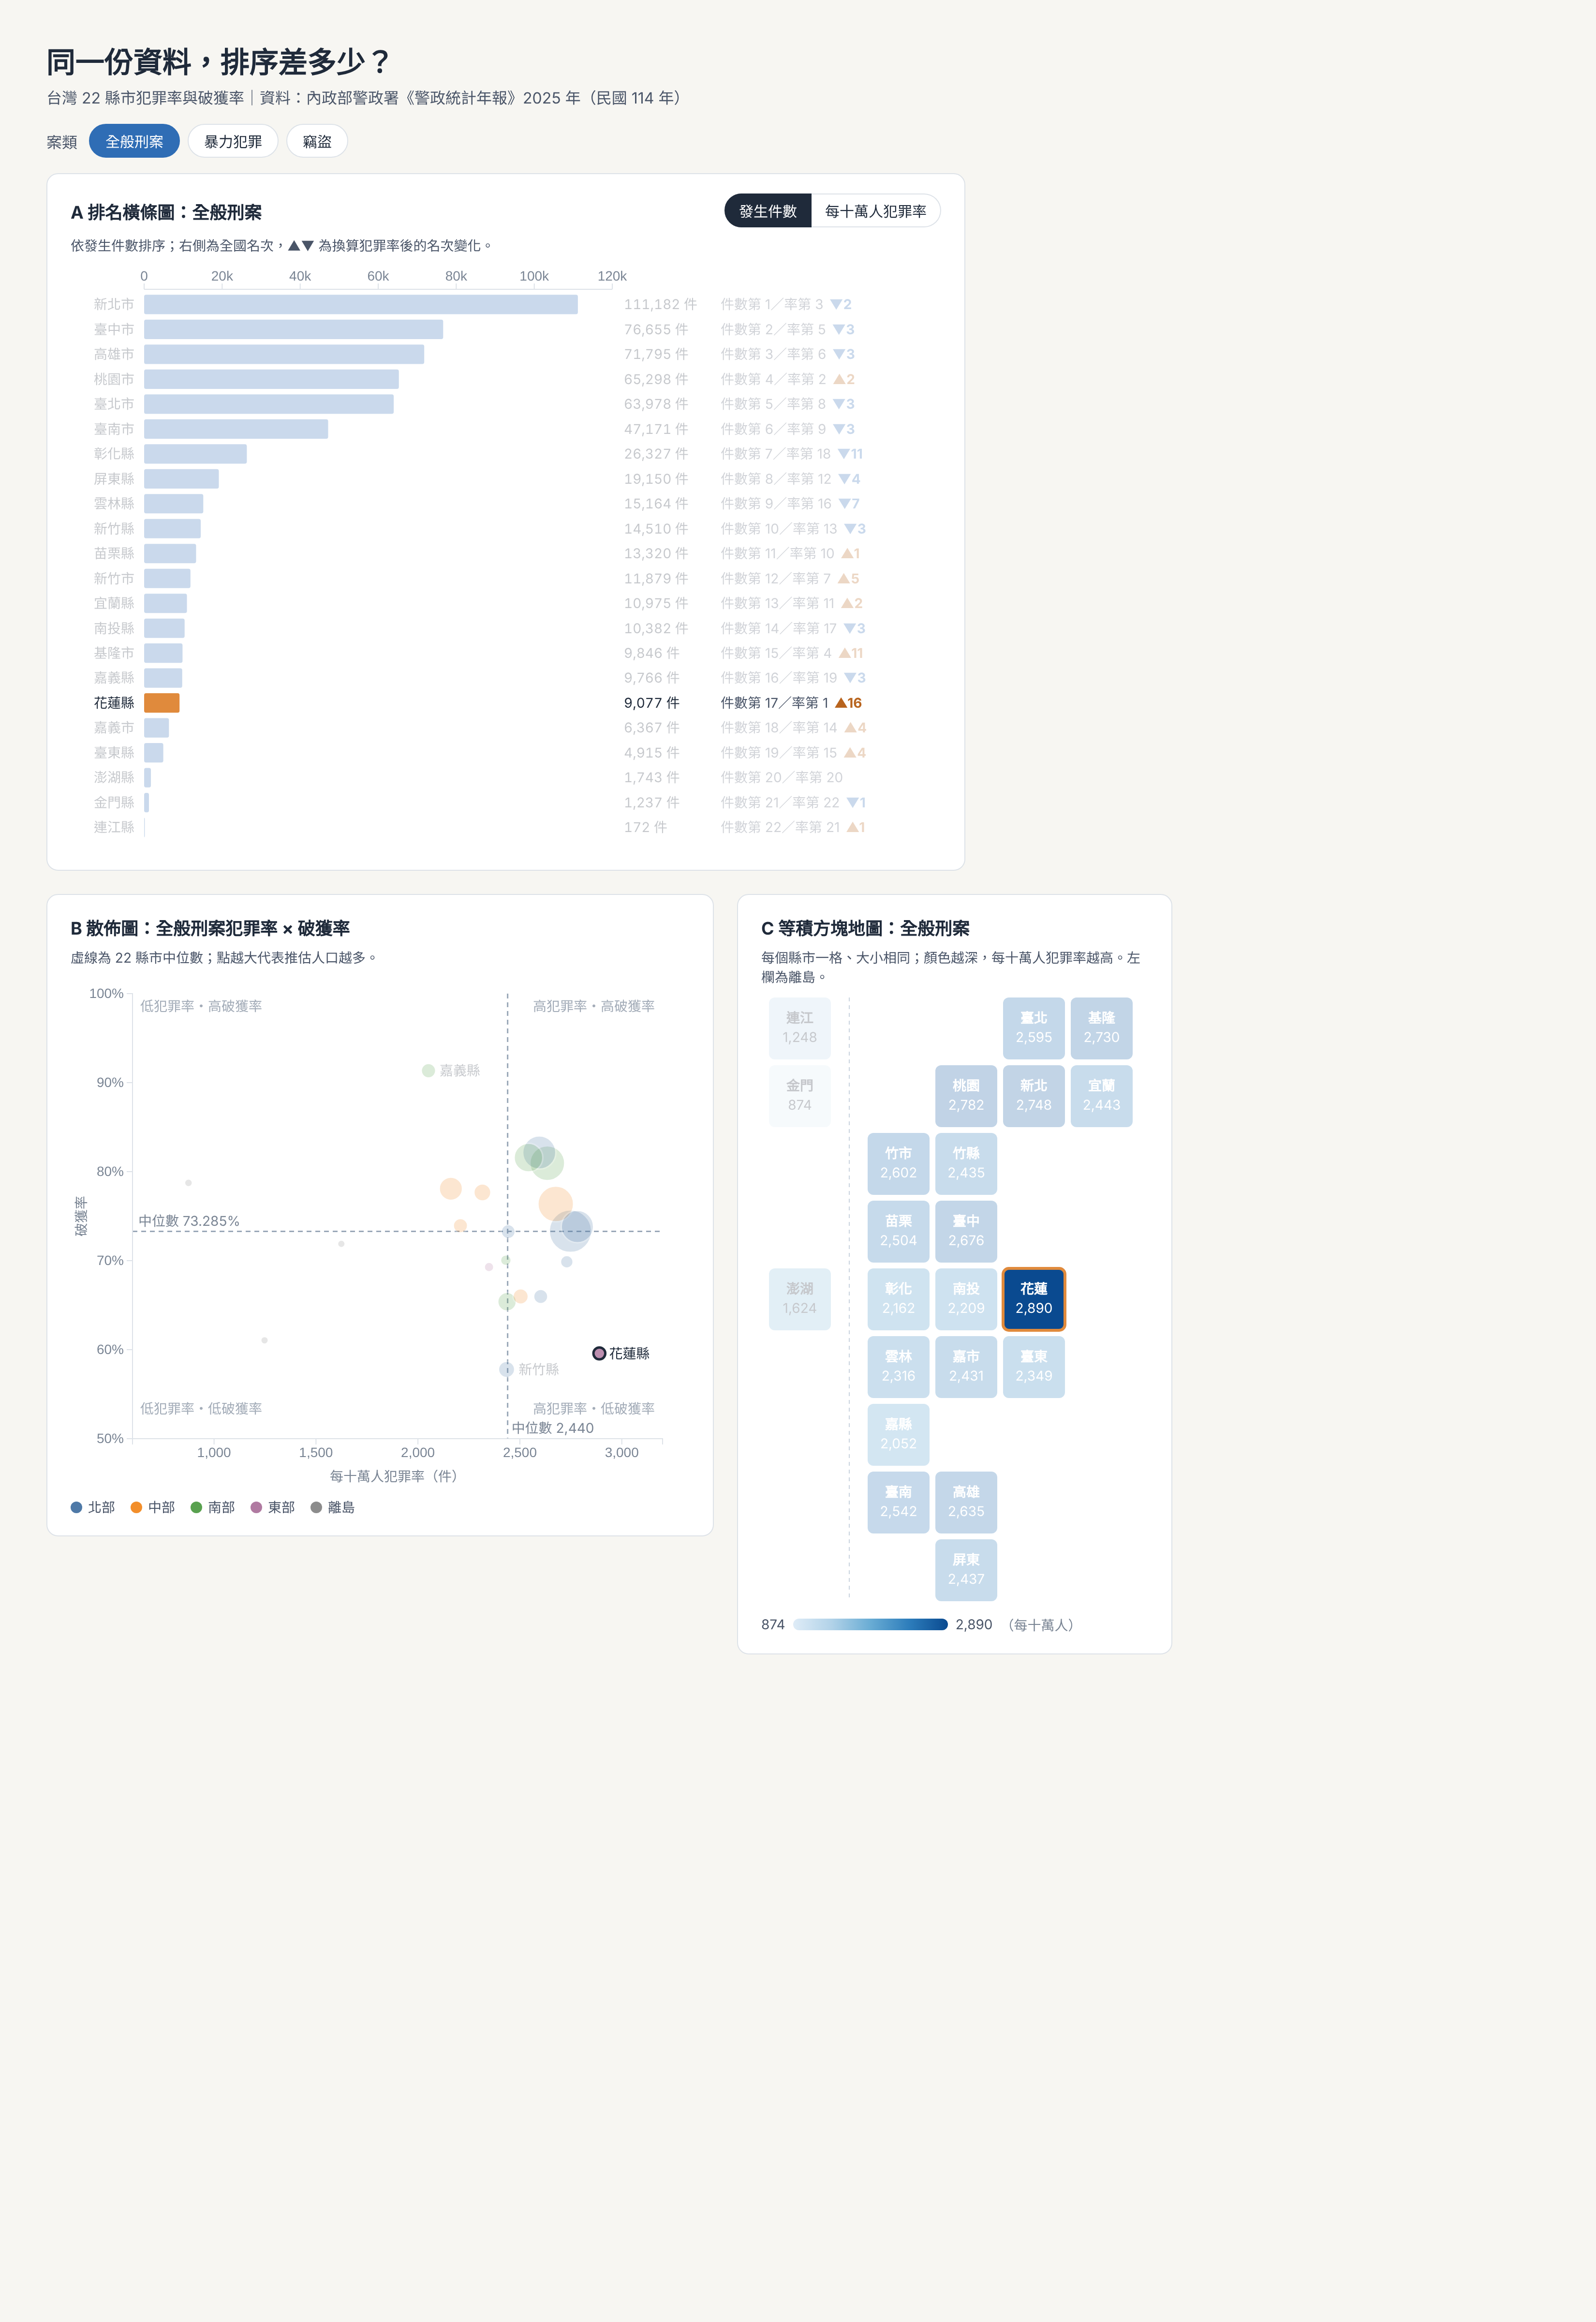 同一份資料，排序差多少？
台灣 22 縣市犯罪率與破獲率｜資料：內政部警政署《警政統計年報》2025 年（民國 114 年）
案類 全般刑案 暴力犯罪 竊盜
A 排名橫條圖：全般刑案
發生件數 每十萬人犯罪率
依發生件數排序；右側為全國名次，▲▼ 為換算犯罪率後的名次變化。
0 20k 40k 60k 80k 100k 120k
新北市 111,182 件 件數第 1／率第 3 ▼2
臺中市 76,655 件 件數第 2／率第 5 ▼3
高雄市 71,795 件 件數第 3／率第 6 ▼3
桃園市 65,298 件 件數第 4／率第 2 ▲2
臺北市 63,978 件 件數第 5／率第 8 ▼3
臺南市 47,171 件 件數第 6／率第 9 ▼3
彰化縣 26,327 件 件數第 7／率第 18 ▼11
屏東縣 19,150 件 件數第 8／率第 12 ▼4
雲林縣 15,164 件 件數第 9／率第 16 ▼7
新竹縣 14,510 件 件數第 10／率第 13 ▼3
苗栗縣 13,320 件 件數第 11／率第 10 ▲1
新竹市 11,879 件 件數第 12／率第 7 ▲5
宜蘭縣 10,975 件 件數第 13／率第 11 ▲2
南投縣 10,382 件 件數第 14／率第 17 ▼3
基隆市 9,846 件 件數第 15／率第 4 ▲11
嘉義縣 9,766 件 件數第 16／率第 19 ▼3
花蓮縣 9,077 件 件數第 17／率第 1 ▲16
嘉義市 6,367 件 件數第 18／率第 14 ▲4
臺東縣 4,915 件 件數第 19／率第 15 ▲4
澎湖縣 1,743 件 件數第 20／率第 20
金門縣 1,237 件 件數第 21／率第 22 ▼1
連江縣 172 件 件數第 22／率第 21 ▲1
B 散佈圖：全般刑案犯罪率 × 破獲率
虛線為 22 縣市中位數；點越大代表推估人口越多。
100%
低犯罪率・高破獲率 高犯罪率・高破獲率
嘉義縣
90%
80%
中位數 73.285%
破獲率
70%
60%
花蓮縣
新竹縣
低犯罪率・低破獲率 高犯罪率・低破獲率
中位數 2,440
50%
1,000 1,500 2,000 2,500 3,000
每十萬人犯罪率（件）
北部 中部 南部 東部 離島
C 等積方塊地圖：全般刑案
每個縣市一格、大小相同；顏色越深，每十萬人犯罪率越高。左
欄為離島。
連江 臺北 基隆
1,248 2,595 2,730
金門 桃園 新北 宜蘭
874 2,782 2,748 2,443
竹市 竹縣
2,602 2,435
苗栗 臺中
2,504 2,676
澎湖 彰化 南投 花蓮
1,624 2,162 2,209 2,890
雲林 嘉市 臺東
2,316 2,431 2,349
嘉縣
2,052
臺南 高雄
2,542 2,635
屏東
2,437
874 2,890 （每十萬人）